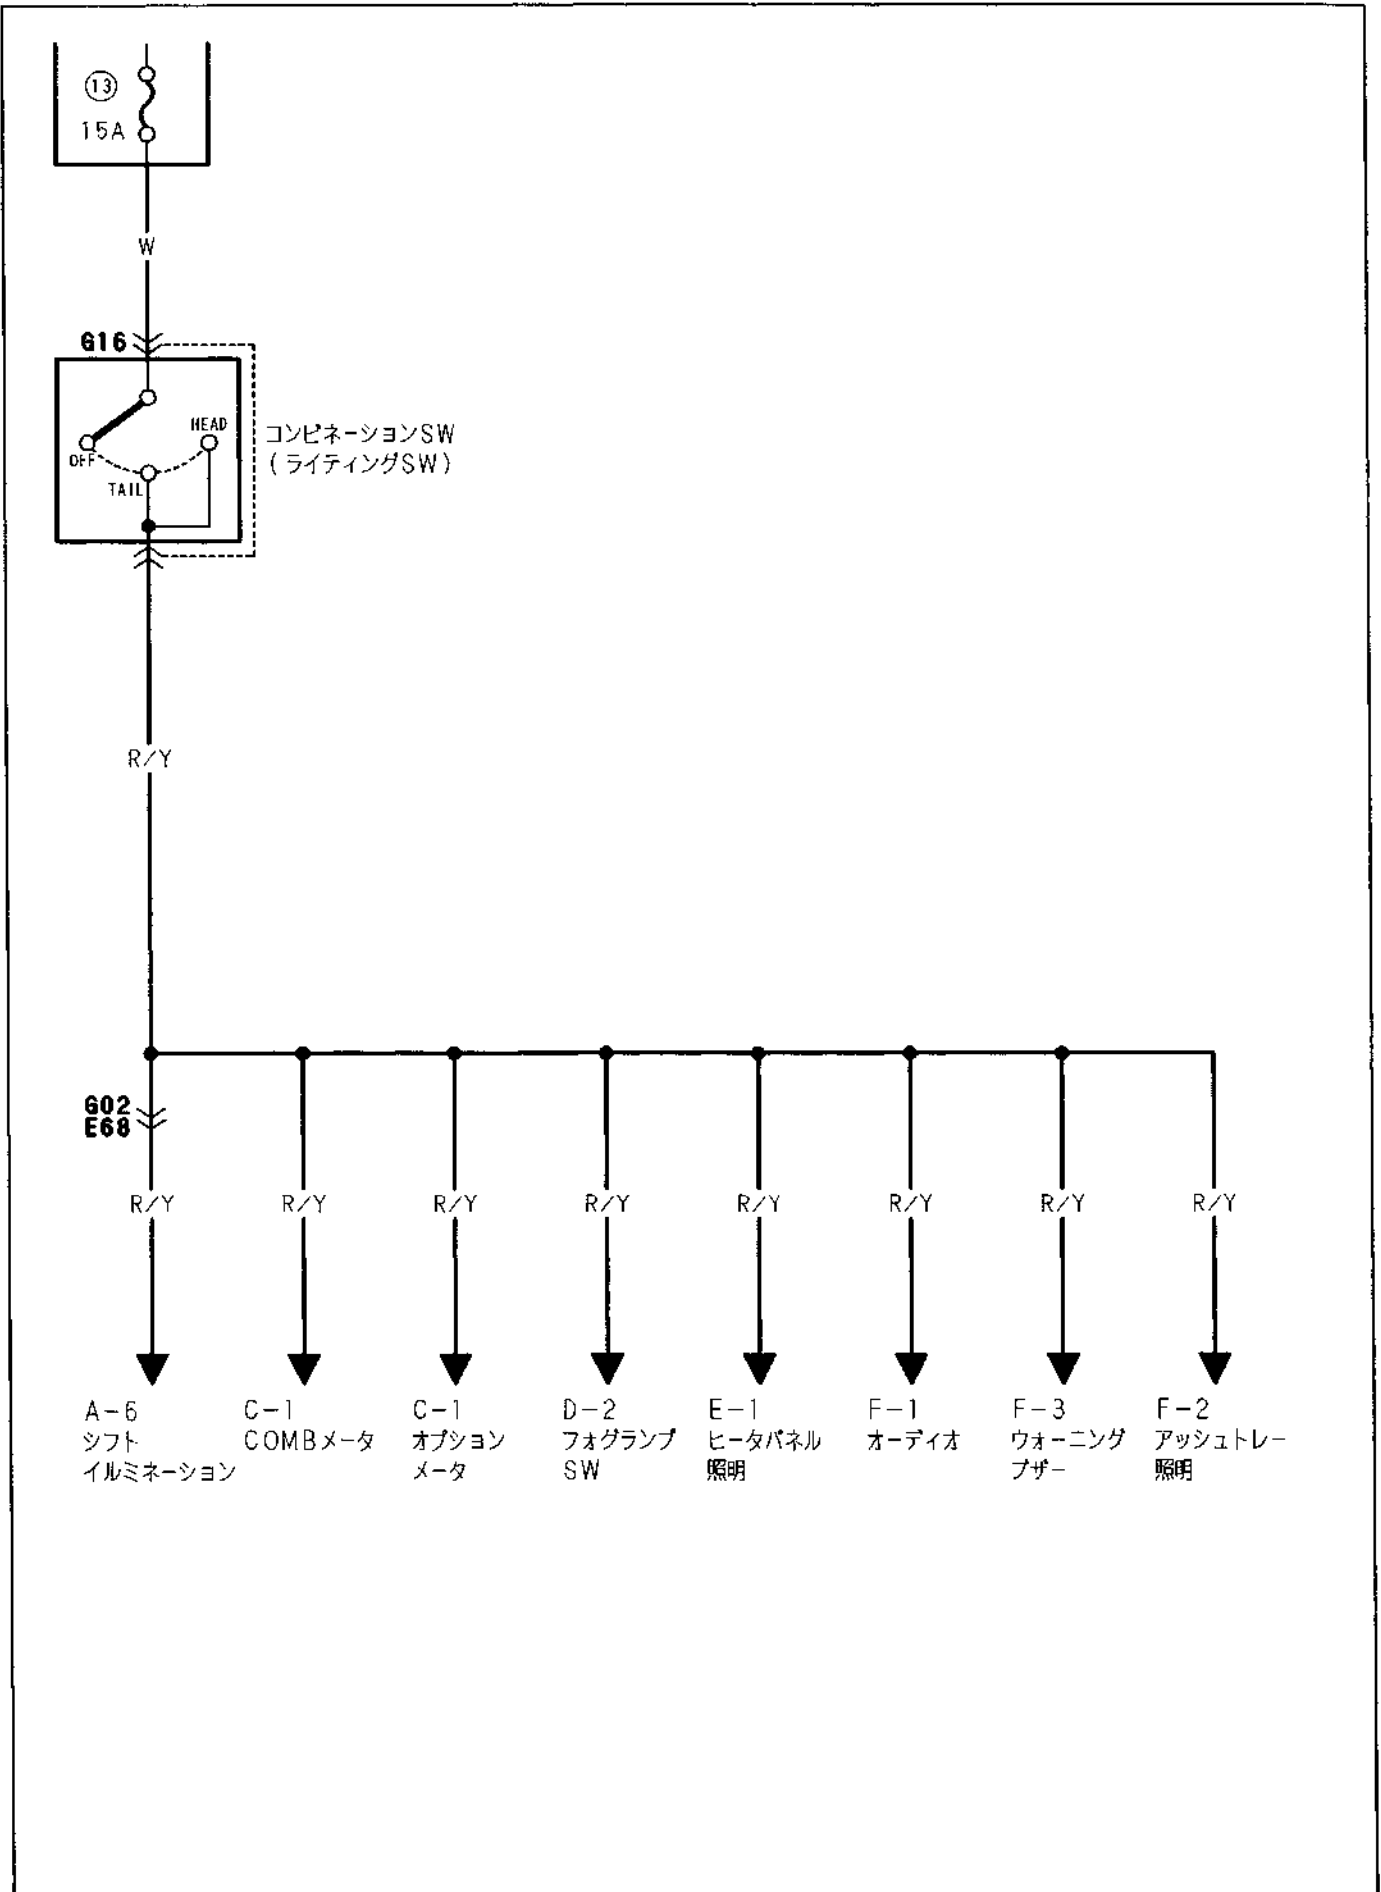 ⑬
15A
W
G16
HEAD
OFF
TAIL
コンビネーションSW
(ライティングSW)
R/Y
G02
E68
R/Y R/Y R/Y R/Y R/Y R/Y R/Y R/Y
A-6
シフト
イルミネーション
C-1
COMBメータ
C-1
オプション
メータ
D-2
フォグランプ
SW
E-1
ヒータパネル
照明
F-1
オーディオ
F-3
ウォーニング
ブザー
F-2
アッシュトレー
照明